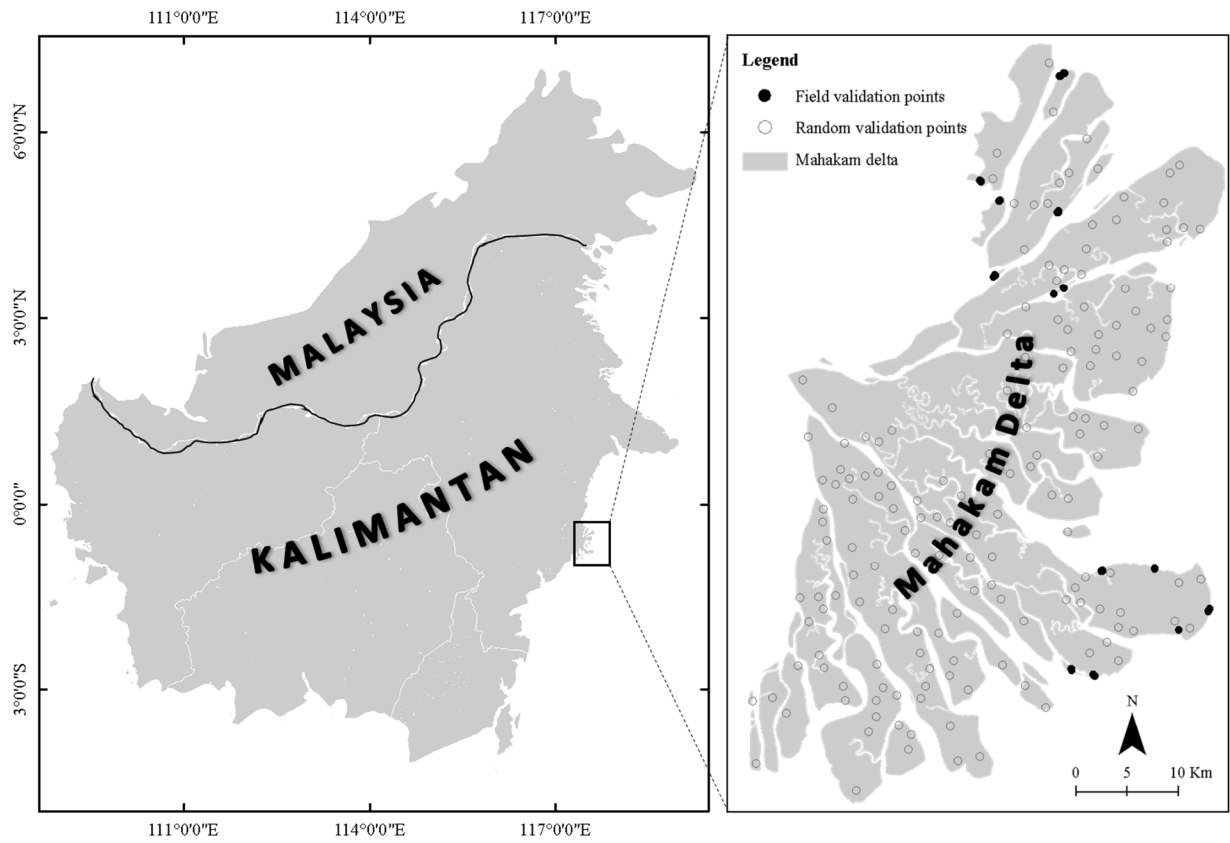 111°0'0"E 114°0'0"E 117°0'0"E
6°0'0"N
3°0'0"N
0°0'0"
3°0'0"S
MALAYSIA
KALIMANTAN
111°0'0"E 114°0'0"E 117°0'0"E
Legend
Field validation points
Random validation points
Mahakam delta
Mahakam Delta
N
0 5 10 Km